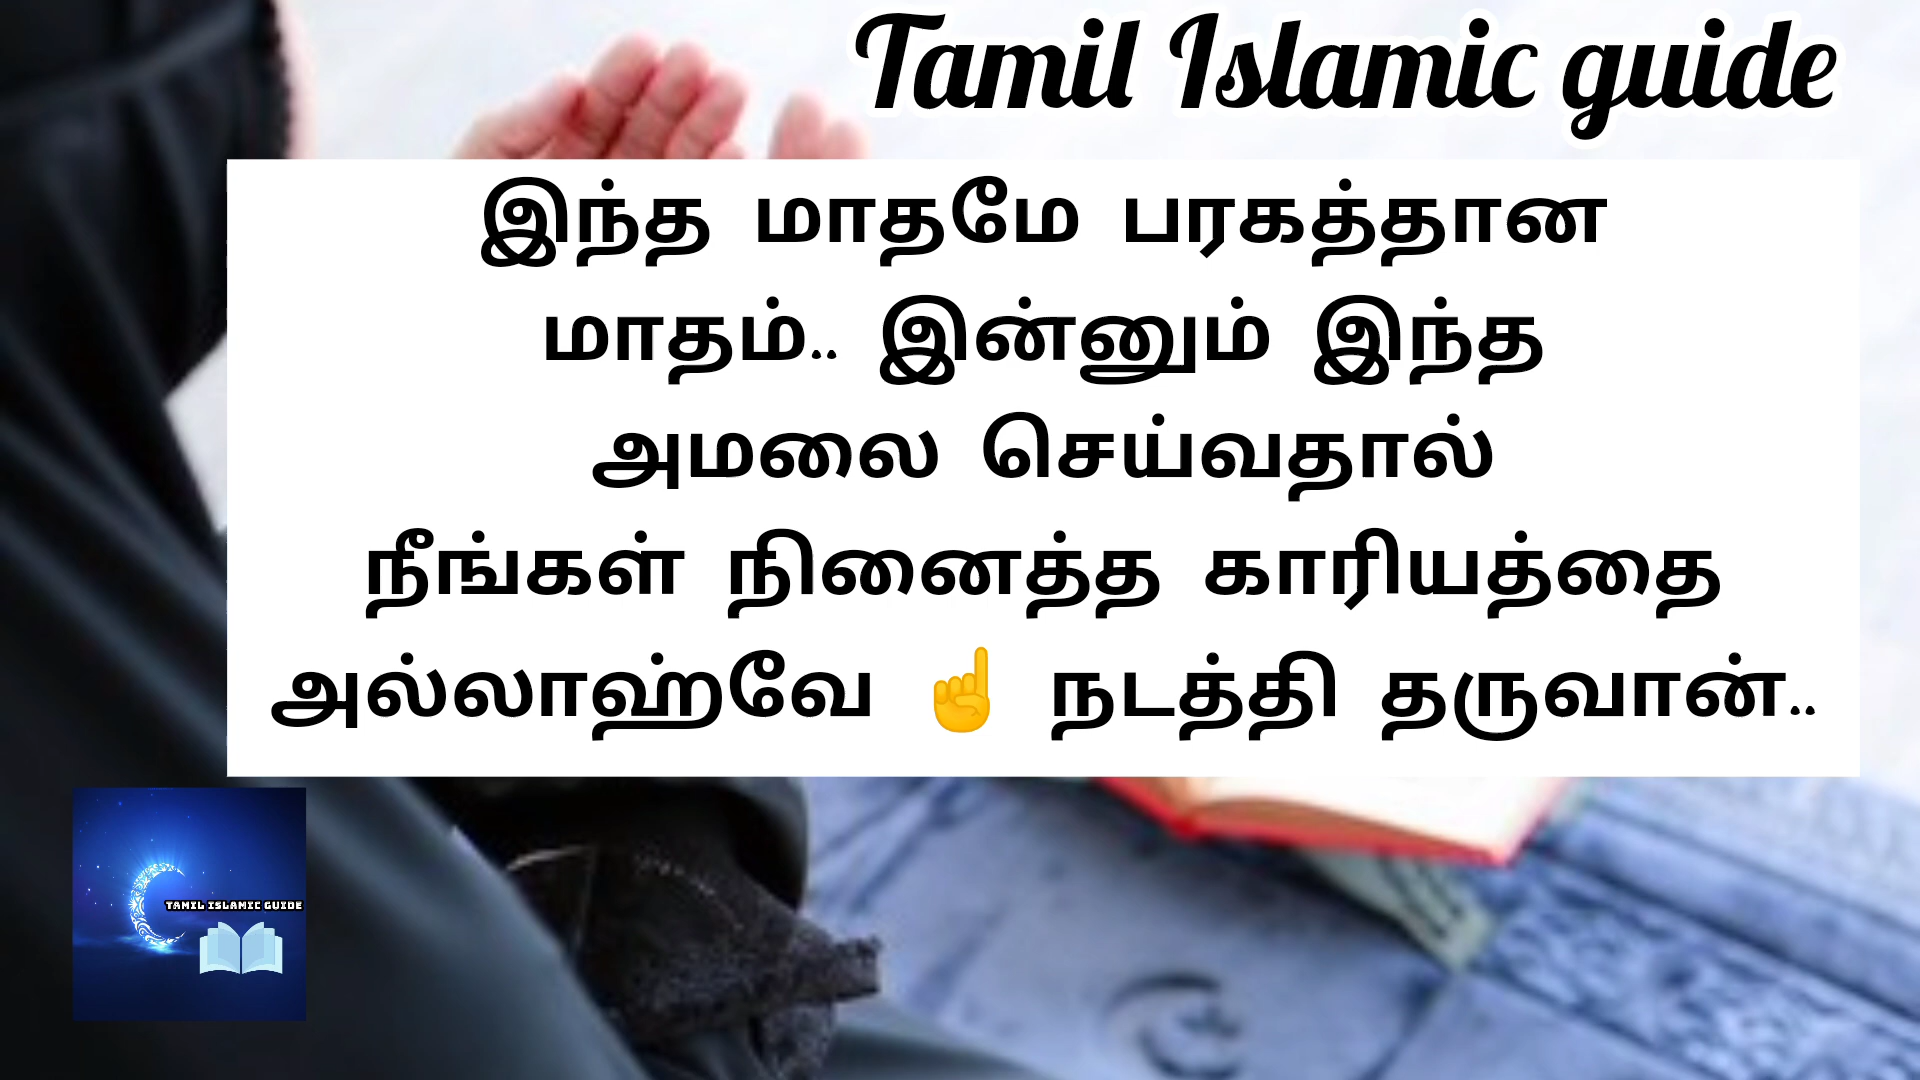 Tamil Islamic guide
இந்த மாதமே பரகத்தான
மாதம்.. இன்னும் இந்த
அமலை செய்வதால்
நீங்கள் நினைத்த காரியத்தை
அல்லாஹ்வே ☝ நடத்தி தருவான்..
TAMIL ISLAMIC GUIDE